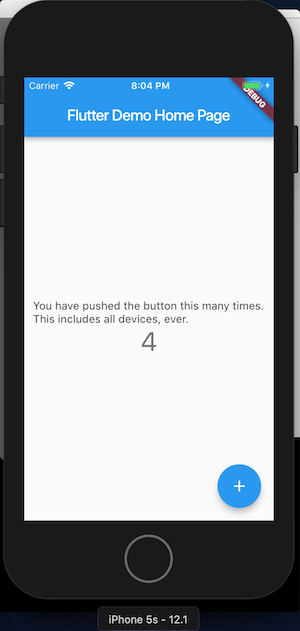 Carrier 8:04 PM
DEBUG
Flutter Demo Home Page
You have pushed the button this many times.
This includes all devices, ever.
4
+
iPhone 5s - 12.1